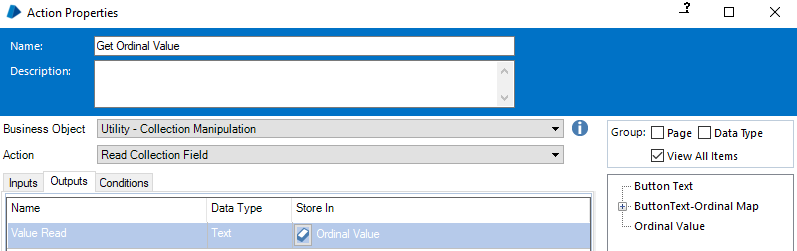 Action Properties
?
Name: Get Ordinal Value
Description:
Business Object Utility - Collection Manipulation
Action Read Collection Field
Group: Page Data Type
View All Items
Inputs Outputs Conditions
Name Data Type Store In
Value Read Text Ordinal Value
Button Text
ButtonText-Ordinal Map
Ordinal Value